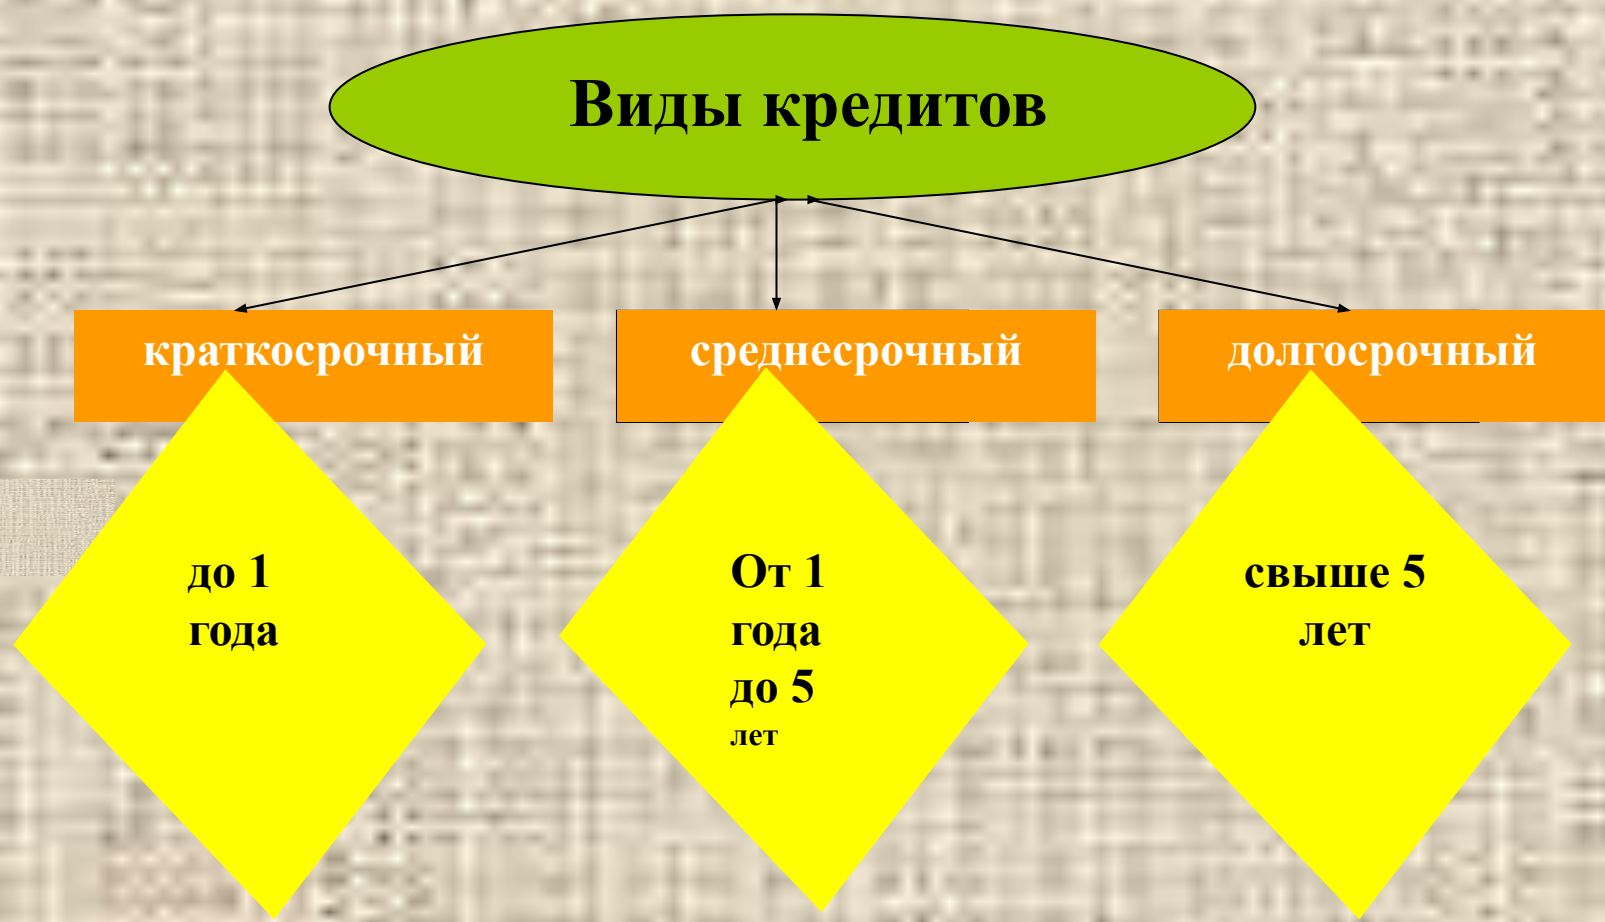 Виды кредитов
краткосрочный
среднесрочный
долгосрочный
до 1
года
От 1
года
до 5
лет
свыше 5
лет